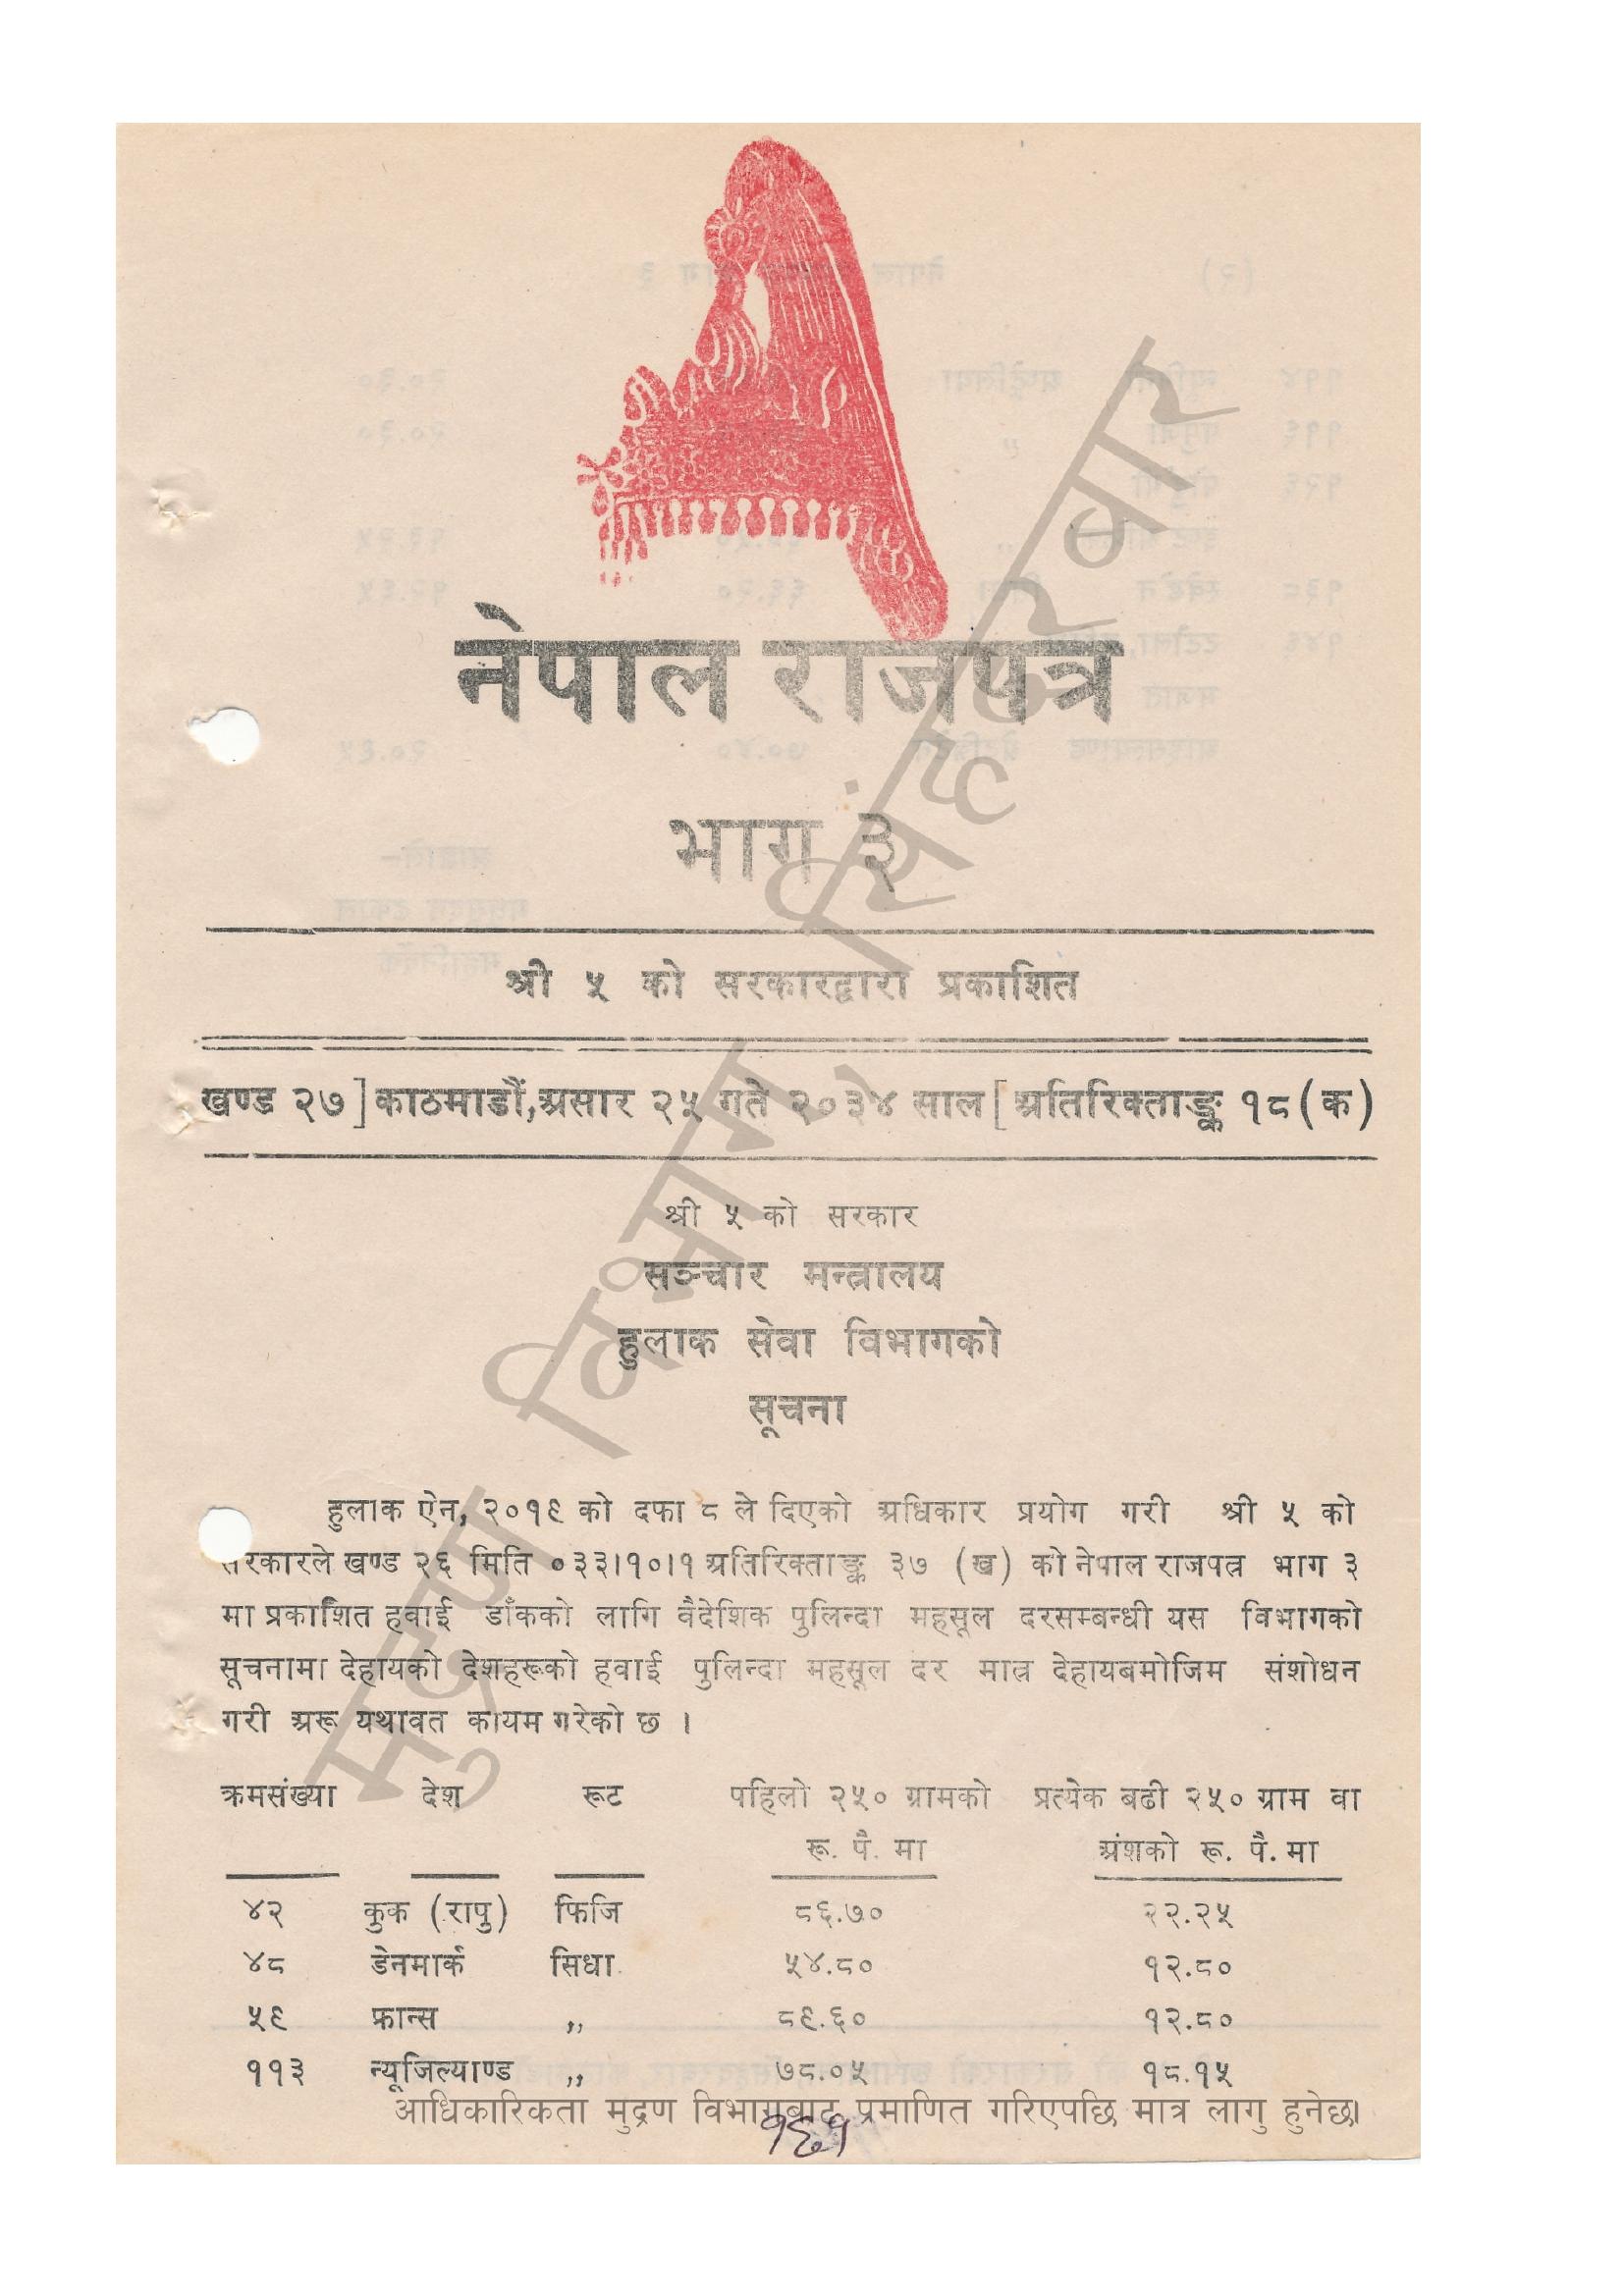 नेपाल राजपत्र
भाग ३
श्री ५ को सरकारद्वारा प्रकाशित
खण्ड २७] काठमाडौं, असार २५ गते २०३४ साल [अतिरिक्ताङ्क १८(क)
श्री ५ को सरकार
सञ्चार मन्त्रालय
हुलाक सेवा विभागको
सूचना
हुलाक ऐन, २०१९ को दफा ८ ले दिएको अधिकार प्रयोग गरी श्री ५ को
सरकारले खण्ड २६ मिति ०३३।१०।१ अतिरिक्ताङ्क ३७ (ख) को नेपाल राजपत्र भाग ३
मा प्रकाशित हवाई डाँकको लागि वैदेशिक पुलिन्दा महसूल दरसम्बन्धी यस विभागको
सूचनामा देहायको देशहरूको हवाई पुलिन्दा महसूल दर मात्र देहायबमोजिम संशोधन
गरी अरू यथावत कायम गरेको छ ।
क्रमसंख्या देश रूट पहिलो २५० ग्रामको प्रत्येक बढी २५० ग्राम वा
रू. पै. मा अंशको रू. पै. मा
४२ कुक (रापु) फिजि ८६.७० २२.२५
४८ डेनमार्क सिधा ५४.८० १२.८०
५९ फ्रान्स ,, ८९.६० १२.८०
११३ न्यूजिल्याण्ड ,, ७८.०५ १८.१५
आधिकारिकता मुद्रण विभागबाट प्रमाणित गरिएपछि मात्र लागु हुनेछ।
१६१
मुद्रण विभाग, सिंहदरवार